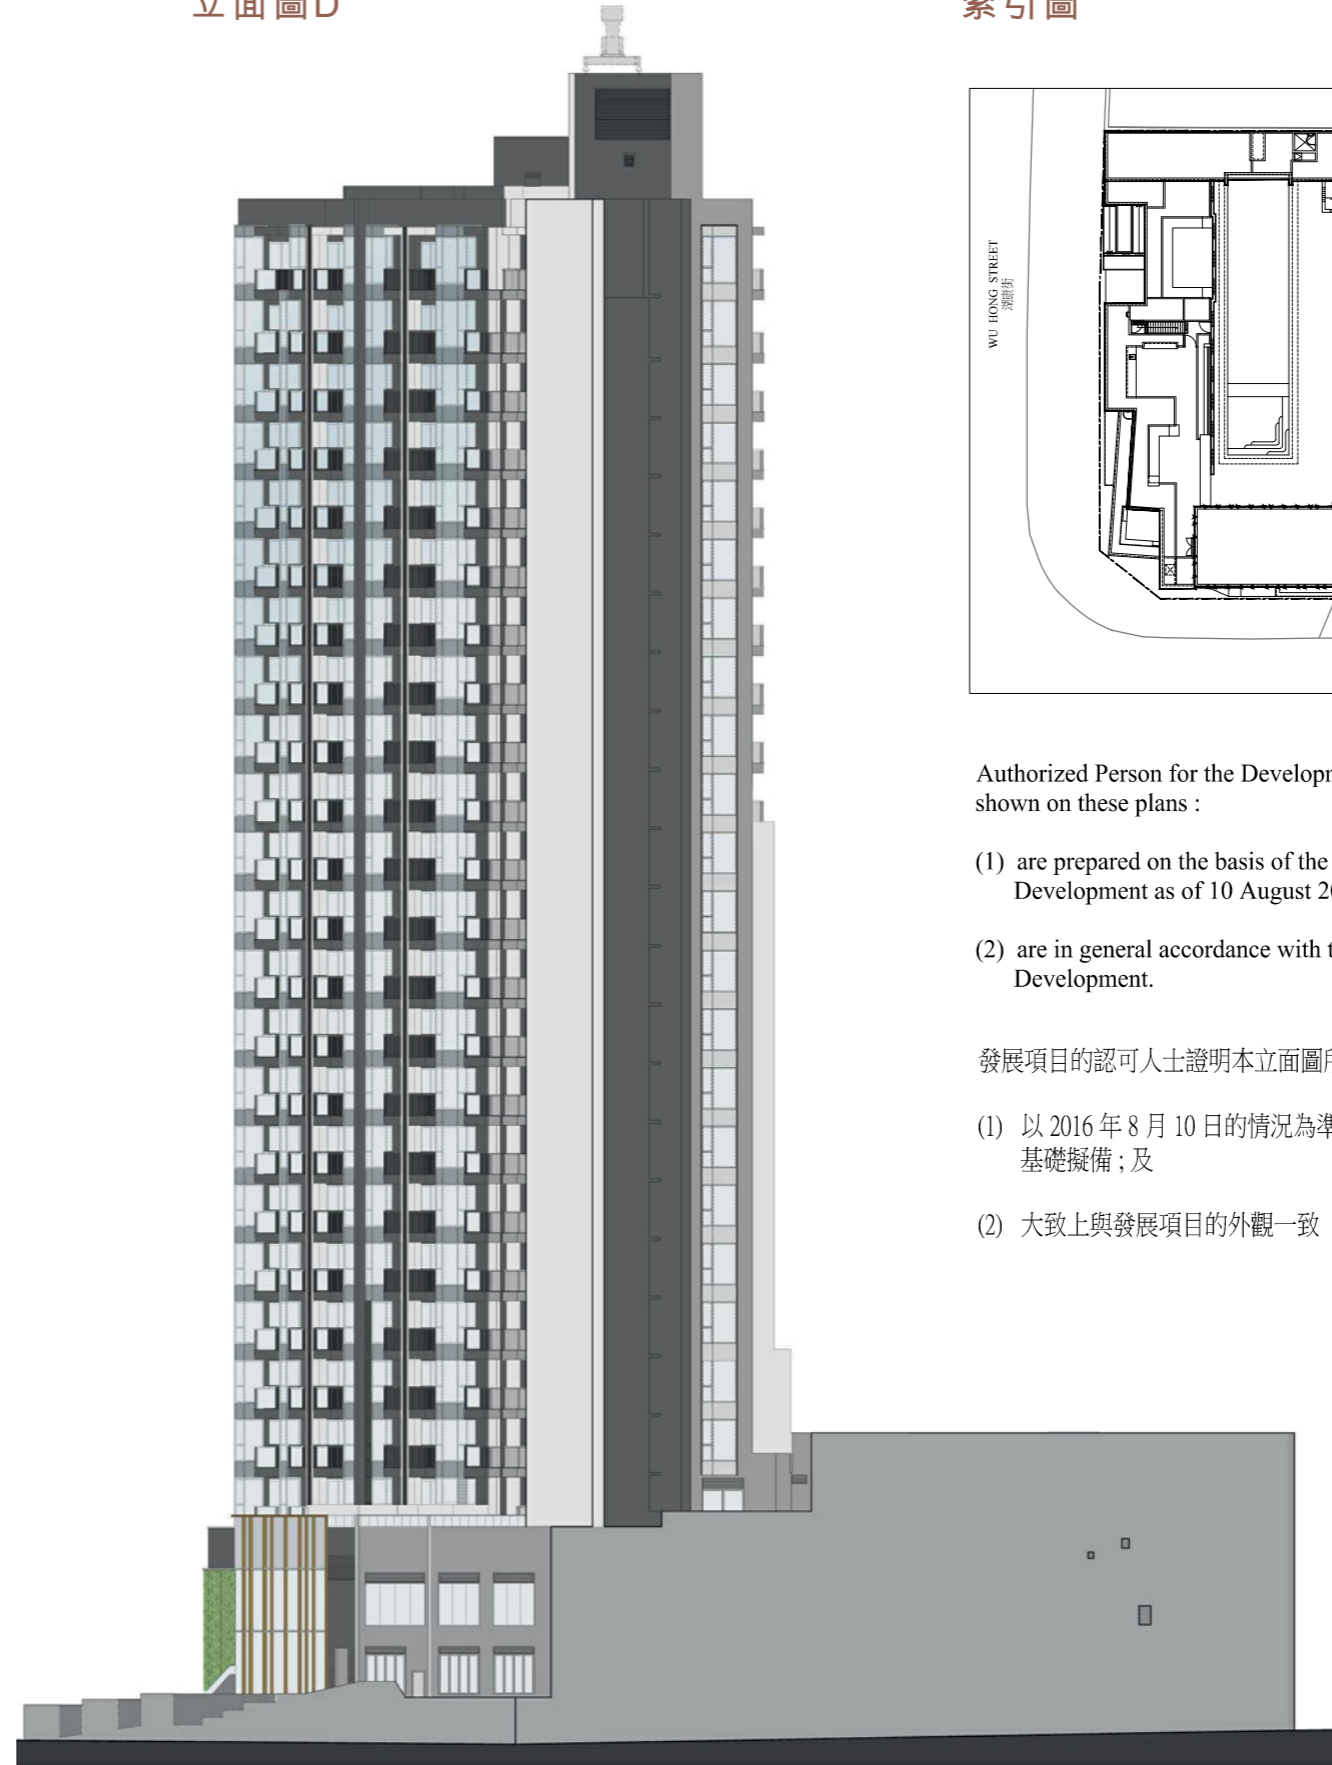 立面圖D
索引圖
WU HONG STREET
湖康街
Authorized Person for the Developm
shown on these plans :
(1) are prepared on the basis of the
Development as of 10 August 20
(2) are in general accordance with t
Development.
發展項目的認可人士證明本立面圖所
(1) 以 2016 年 8 月 10 日的情況為準
基礎擬備 ; 及
(2) 大致上與發展項目的外觀一致